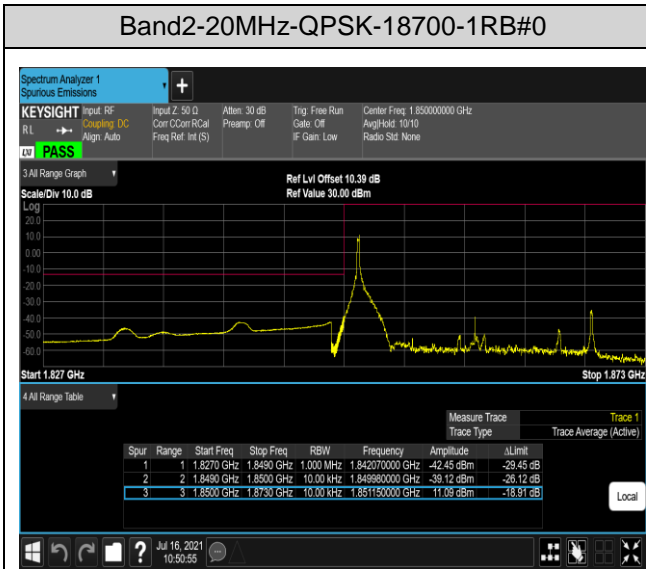 Band2-20MHz-QPSK-18700-1RB#0
Spectrum Analyzer 1
Spurious Emissions
+
KEYSIGHT Input: RF Input Z: 50 Ω Atten: 30 dB Trig: Free Run Center Freq: 1.850000000 GHz
RL Coupling: DC Corr CCorr RCal Preamp: Off Gate: Off Avg|Hold: 10/10
Align: Auto Freq Ref: Int (S) IF Gain: Low Radio Std: None
LXI PASS
3 All Range Graph
Ref Lvl Offset 10.39 dB
Scale/Div 10.0 dB Ref Value 30.00 dBm
Log
20.0
10.0
0.00
-10.0
-20.0
-30.0
-40.0
-50.0
-60.0
Start 1.827 GHz Stop 1.873 GHz
4 All Range Table
Measure Trace Trace 1
Trace Type Trace Average (Active)
Spur Range Start Freq Stop Freq RBW Frequency Amplitude ΔLimit
1 1 1.8270 GHz 1.8490 GHz 1.000 MHz 1.842070000 GHz -42.45 dBm -29.45 dB
2 2 1.8490 GHz 1.8500 GHz 10.00 kHz 1.849980000 GHz -39.12 dBm -26.12 dB
3 3 1.8500 GHz 1.8730 GHz 10.00 kHz 1.851150000 GHz 11.09 dBm -18.91 dB
Local
? Jul 16, 2021
10:50:55